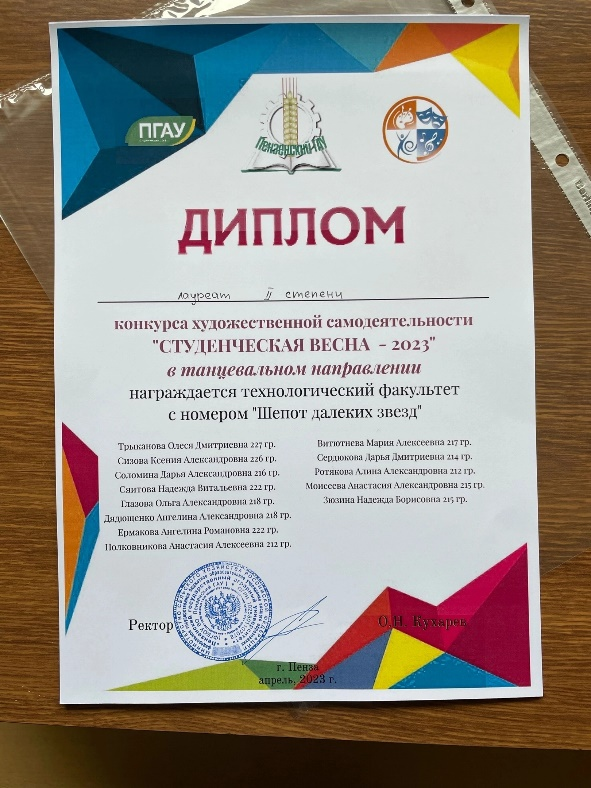 ПГАУ
Пензенский ГАУ
ДИПЛОМ
лауреат II степени
конкурса художественной самодеятельности
"СТУДЕНЧЕСКАЯ ВЕСНА - 2023"
в танцевальном направлении
награждается технологический факультет
с номером "Шепот далеких звезд"
Трыканова Олеся Дмитриевна 227 гр.
Сизова Ксения Александровна 226 гр.
Соломина Дарья Александровна 216 гр.
Сяитова Надежда Витальевна 222 гр.
Глазова Ольга Александровна 218 гр.
Дядюшенко Ангелина Александровна 218 гр.
Ермакова Ангелина Романовна 222 гр.
Полковникова Анастасия Алексеевна 212 гр.
Витютнева Мария Алексеевна 217 гр.
Сердюкова Дарья Дмитриевна 214 гр.
Ротякова Алина Александровна 212 гр.
Моисеева Анастасия Александровна 215 гр.
Зюзина Надежда Борисовна 215 гр.
Ректор
О.Н. Кухарев
г. Пенза
апрель, 2023 г.